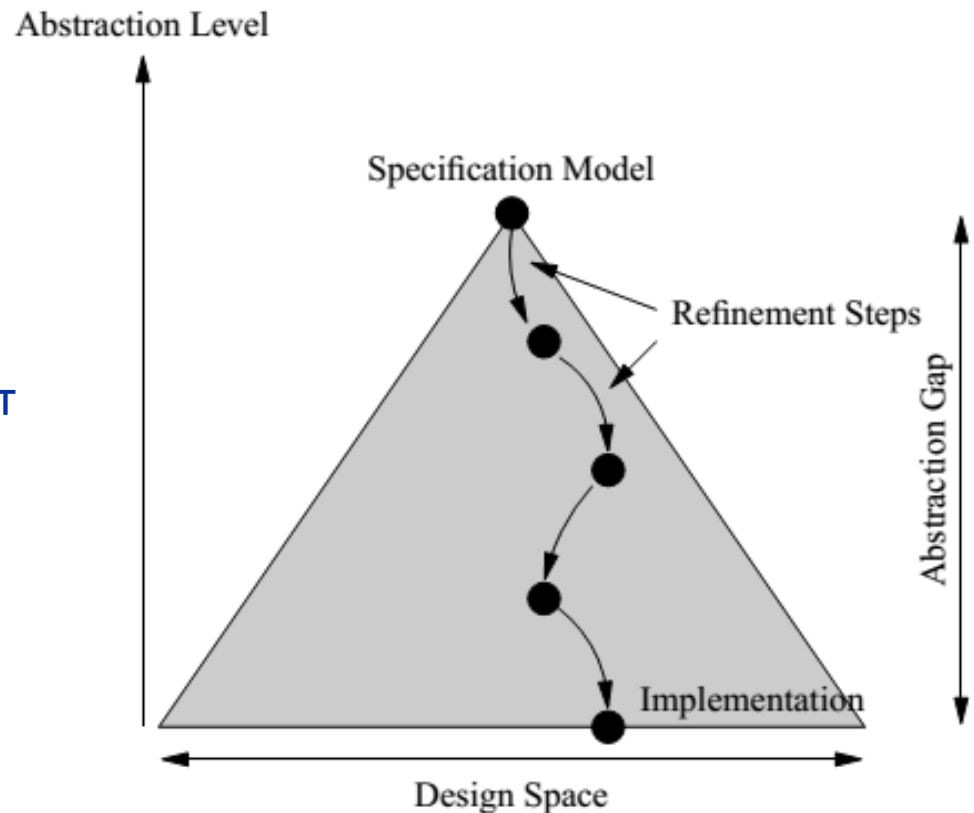 Abstraction Level
Specification Model
Refinement Steps
T
Abstraction Gap
Implementation
Design Space